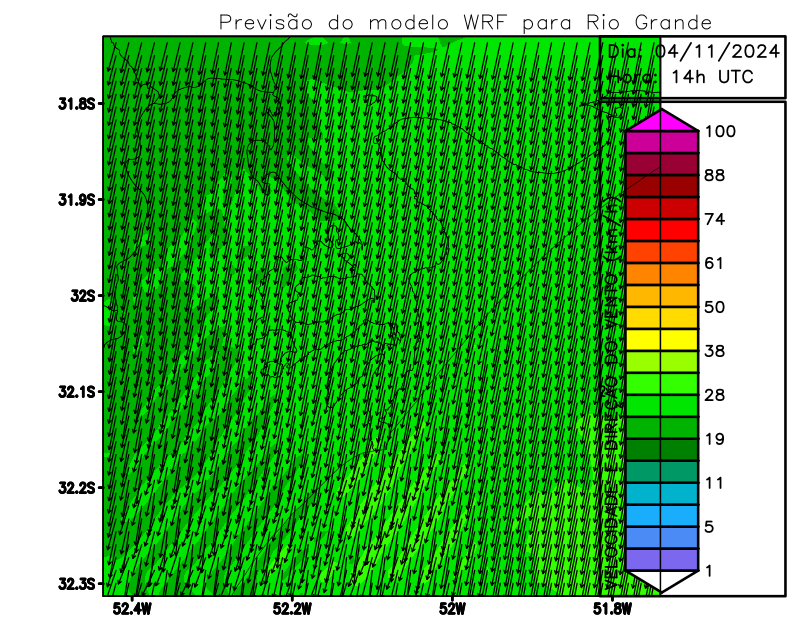 Previsão do modelo WRF para Rio Grande
Dia: 04/11/2024
Hora: 14h UTC
31.8S
31.9S
32S
32.1S
32.2S
32.3S
52.4W
52.2W
52W
51.8W
VELOCIDADE E DIREÇÃO DO VENTO (km/h)
100
88
74
61
50
38
28
19
11
5
1